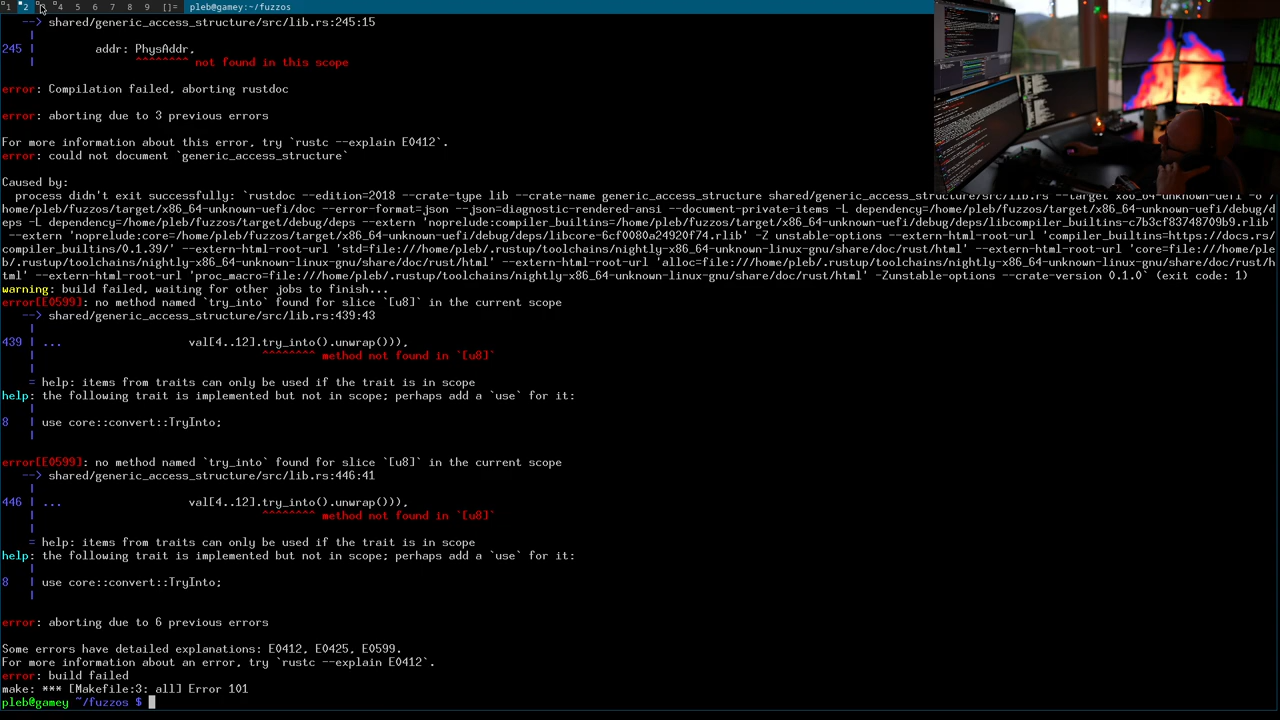 1 2 3 4 5 6 7 8 9 []= pleb@gamey:~/fuzzos
--> shared/generic_access_structure/src/lib.rs:245:15
|
245 | addr: PhysAddr,
| ^^^^^^^^ not found in this scope
error: Compilation failed, aborting rustdoc
error: aborting due to 3 previous errors
For more information about this error, try `rustc --explain E0412`.
error: could not document `generic_access_structure`
Caused by:
process didn't exit successfully: `rustdoc --edition=2018 --crate-type lib --crate-name generic_access_structure shared/generic_access_structure/src/lib.rs --target x86_64-unknown-uefi -o /
home/pleb/fuzzos/target/x86_64-unknown-uefi/doc --error-format=json --json=diagnostic-rendered-ansi --document-private-items -L dependency=/home/pleb/fuzzos/target/x86_64-unknown-uefi/debug/d
eps -L dependency=/home/pleb/fuzzos/target/debug/deps --extern 'noprelude:compiler_builtins=/home/pleb/fuzzos/target/x86_64-unknown-uefi/debug/deps/libcompiler_builtins-c7b3cf83748709b9.rlib'
--extern 'noprelude:core=/home/pleb/fuzzos/target/x86_64-unknown-uefi/debug/deps/libcore-6cf0080a24920f74.rlib' -Z unstable-options --extern-html-root-url 'compiler_builtins=https://docs.rs/
compiler_builtins/0.1.39/' --extern-html-root-url 'std=file:///home/pleb/.rustup/toolchains/nightly-x86_64-unknown-linux-gnu/share/doc/rust/html' --extern-html-root-url 'core=file:///home/pleb
/.rustup/toolchains/nightly-x86_64-unknown-linux-gnu/share/doc/rust/html' --extern-html-root-url 'alloc=file:///home/pleb/.rustup/toolchains/nightly-x86_64-unknown-linux-gnu/share/doc/rust/h
tml' --extern-html-root-url 'proc_macro=file:///home/pleb/.rustup/toolchains/nightly-x86_64-unknown-linux-gnu/share/doc/rust/html' -Zunstable-options --crate-version 0.1.0` (exit code: 1)
warning: build failed, waiting for other jobs to finish...
error[E0599]: no method named `try_into` found for slice `[u8]` in the current scope
--> shared/generic_access_structure/src/lib.rs:439:43
|
439 | ... val[4..12].try_into().unwrap())),
| ^^^^^^^^ method not found in `[u8]`
|
= help: items from traits can only be used if the trait is in scope
help: the following trait is implemented but not in scope; perhaps add a `use` for it:
|
8 | use core::convert::TryInto;
|
error[E0599]: no method named `try_into` found for slice `[u8]` in the current scope
--> shared/generic_access_structure/src/lib.rs:446:41
|
446 | ... val[4..12].try_into().unwrap())),
| ^^^^^^^^ method not found in `[u8]`
|
= help: items from traits can only be used if the trait is in scope
help: the following trait is implemented but not in scope; perhaps add a `use` for it:
|
8 | use core::convert::TryInto;
|
error: aborting due to 6 previous errors
Some errors have detailed explanations: E0412, E0425, E0599.
For more information about an error, try `rustc --explain E0412`.
error: build failed
make: *** [Makefile:3: all] Error 101
pleb@gamey ~/fuzzos $